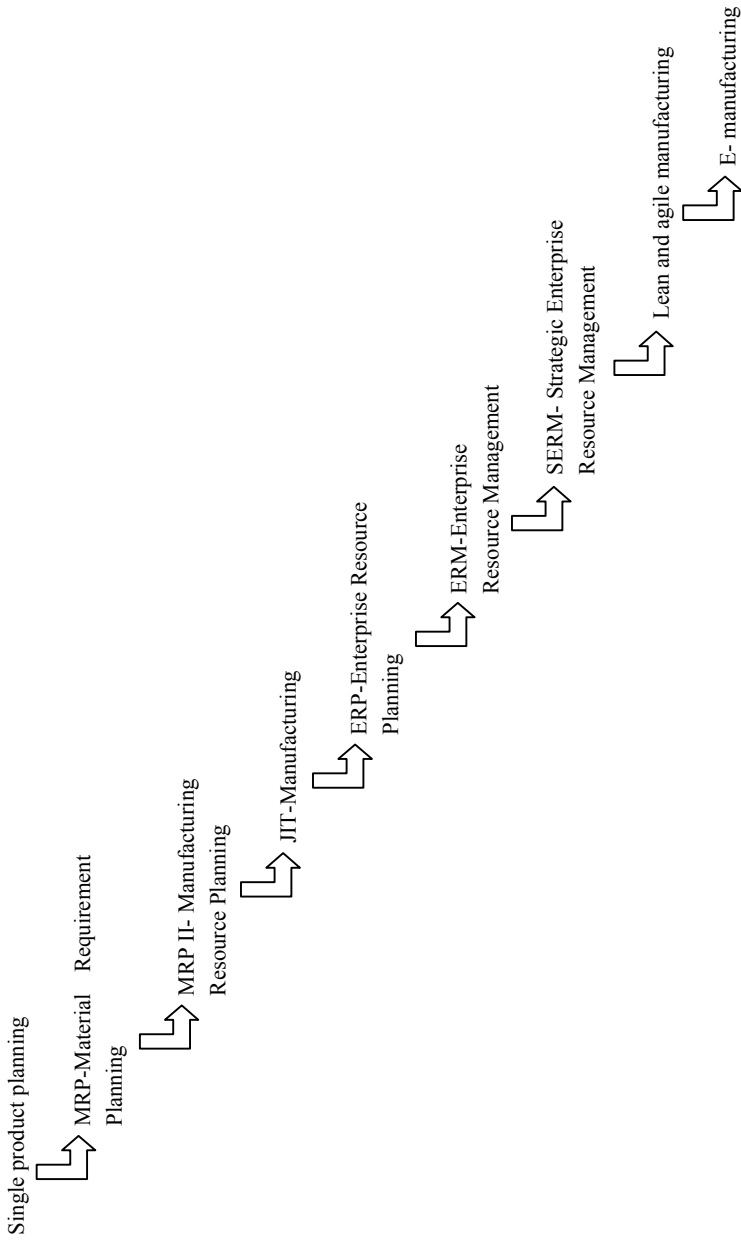 Single product planning
MRP-Material Requirement
Planning
MRP II- Manufacturing
Resource Planning
JIT-Manufacturing
ERP-Enterprise Resource
Planning
ERM-Enterprise
Resource Management
SERM- Strategic Enterprise
Resource Management
Lean and agile manufacturing
E- manufacturing